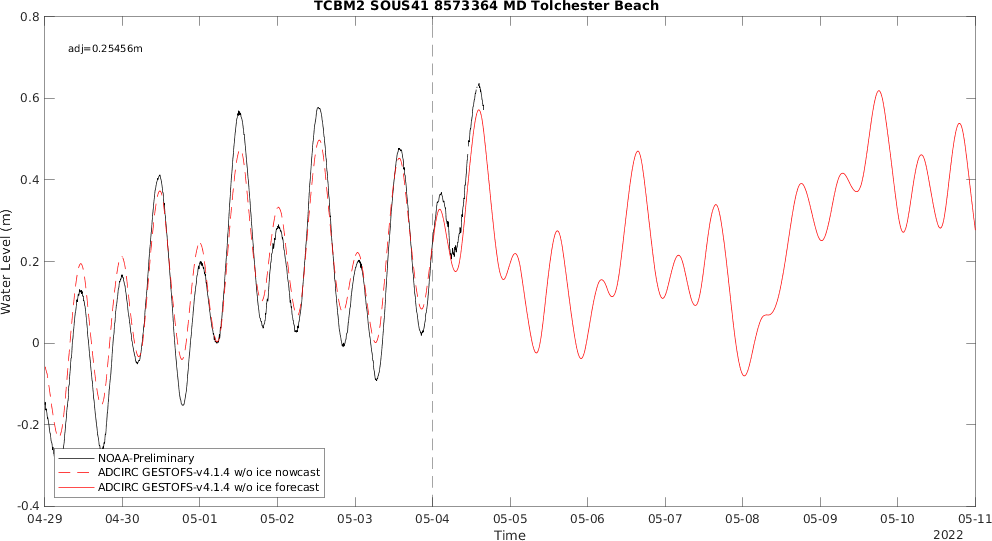 TCBM2 SOUS41 8573364 MD Tolchester Beach
adj=0.25456m
Water Level (m)
0.8
0.6
0.4
0.2
0
-0.2
-0.4
NOAA-Preliminary
ADCIRC GESTOFS-v4.1.4 w/o ice nowcast
ADCIRC GESTOFS-v4.1.4 w/o ice forecast
04-29 04-30 05-01 05-02 05-03 05-04 05-05 05-06 05-07 05-08 05-09 05-10 05-11
Time
2022